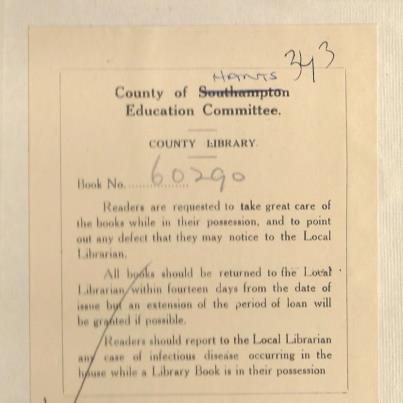 343
HANTS
County of Southampton
Education Committee.
COUNTY LIBRARY.
Book No. 60290
Readers are requested to take great care of
the books while in their possession, and to point
out any defect that they may notice to the Local
Librarian.
All books should be returned to the Local
Librarian within fourteen days from the date of
issue but an extension of the period of loan will
be granted if possible.
Readers should report to the Local Librarian
any case of infectious disease occurring in the
house while a Library Book is in their possession